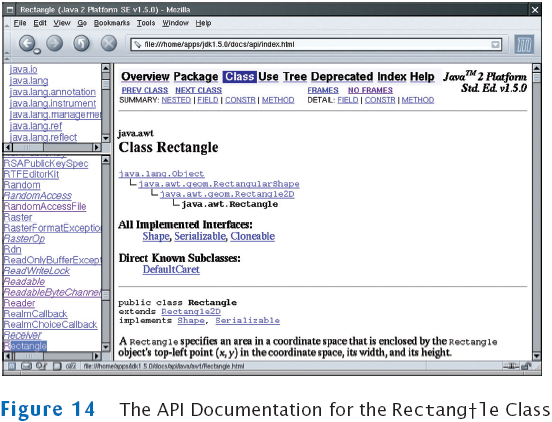 Rectangle (Java 2 Platform SE v1.5.0) - Mozilla
File Edit View Go Bookmarks Tools Window Help
file:///home/apps/jdk1.5.0/docs/api/index.html
java.io
java.lang
java.lang.annotation
java.lang.instrument
java.lang.managemen
java.lang.ref
java.lang.reflect
RSAPublicKeySpec
RTFEditorKit
Random
RandomAccess
RandomAccessFile
Raster
RasterFormatExceptio
RasterOp
Rdn
ReadOnlyBufferExcept
ReadWriteLock
Readable
ReadableByteChannel
Reader
RealmCallback
RealmChoiceCallback
Receiver
Rectangle
Overview Package Class Use Tree Deprecated Index Help
Java™ 2 Platform
Std. Ed. v1.5.0
PREV CLASS NEXT CLASS FRAMES NO FRAMES
SUMMARY: NESTED | FIELD | CONSTR | METHOD DETAIL: FIELD | CONSTR | METHOD
java.awt
Class Rectangle
java.lang.Object
java.awt.geom.RectangularShape
java.awt.geom.Rectangle2D
java.awt.Rectangle
All Implemented Interfaces:
Shape, Serializable, Cloneable
Direct Known Subclasses:
DefaultCaret
public class Rectangle
extends Rectangle2D
implements Shape, Serializable
A Rectangle specifies an area in a coordinate space that is enclosed by the Rectangle
object's top-left point (x, y) in the coordinate space, its width, and its height.
file:///home/apps/jdk1.5.0/docs/api/java/awt/Rectangle.html
Figure 14 The API Documentation for the Rectang†le Class